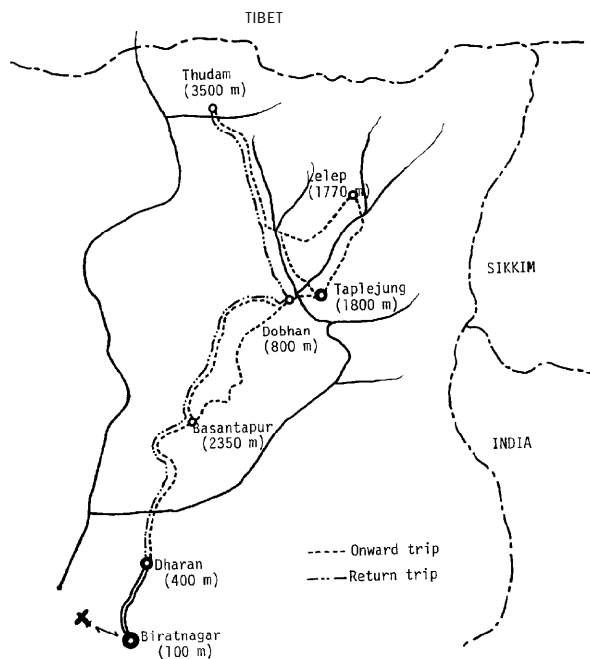 TIBET
Thudam
(3500 m)
Lelep
(1770 m)
SIKKIM
Taplejung
(1800 m)
Dobhan
(800 m)
Basantapur
(2350 m)
INDIA
Onward trip
Dharan
(400 m)
Return trip
Biratnagar
(100 m)